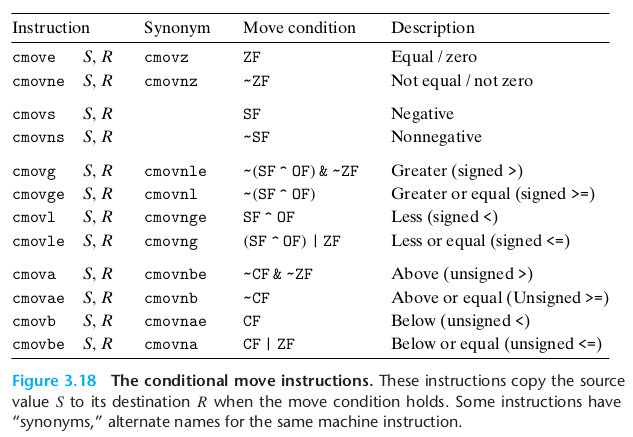 Instruction Synonym Move condition Description
cmove S, R cmovz ZF Equal / zero
cmovne S, R cmovnz ~ZF Not equal / not zero
cmovs S, R SF Negative
cmovns S, R ~SF Nonnegative
cmovg S, R cmovnle ~(SF ^ OF) & ~ZF Greater (signed >)
cmovge S, R cmovnl ~(SF ^ OF) Greater or equal (signed >=)
cmovl S, R cmovnge SF ^ OF Less (signed <)
cmovle S, R cmovng (SF ^ OF) | ZF Less or equal (signed <=)
cmova S, R cmovnbe ~CF & ~ZF Above (unsigned >)
cmovae S, R cmovnb ~CF Above or equal (Unsigned >=)
cmovb S, R cmovnae CF Below (unsigned <)
cmovbe S, R cmovna CF | ZF Below or equal (unsigned <=)
Figure 3.18 The conditional move instructions. These instructions copy the source
value S to its destination R when the move condition holds. Some instructions have
“synonyms,” alternate names for the same machine instruction.